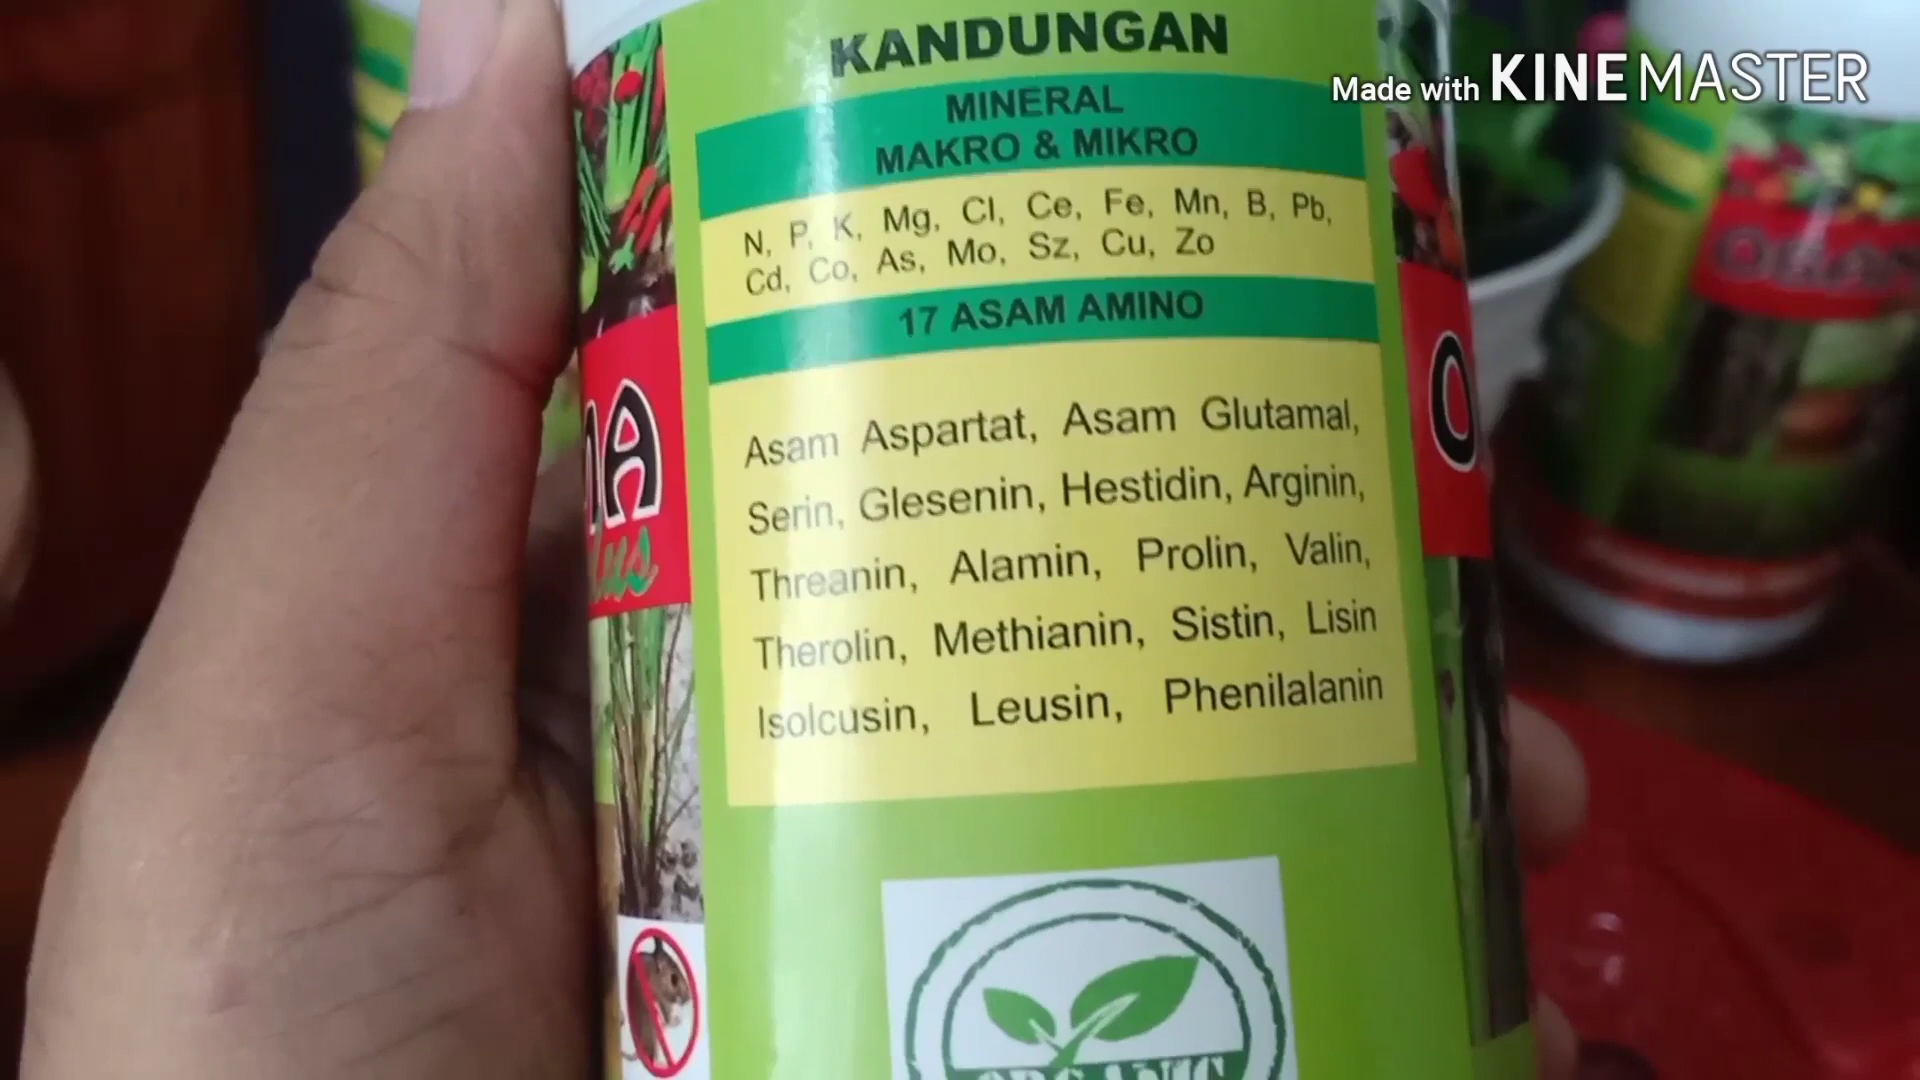 KANDUNGAN
Made with KINEMASTER
MINERAL
MAKRO & MIKRO
N, P, K, Mg, Cl, Ce, Fe, Mn, B, Pb,
Cd, Co, As, Mo, Sz, Cu, Zo
17 ASAM AMINO
Asam Aspartat, Asam Glutamal,
Serin, Glesenin, Hestidin, Arginin,
Threanin, Alamin, Prolin, Valin,
Therolin, Methianin, Sistin, Lisin
Isolcusin, Leusin, Phenilalanin
ORGANIC